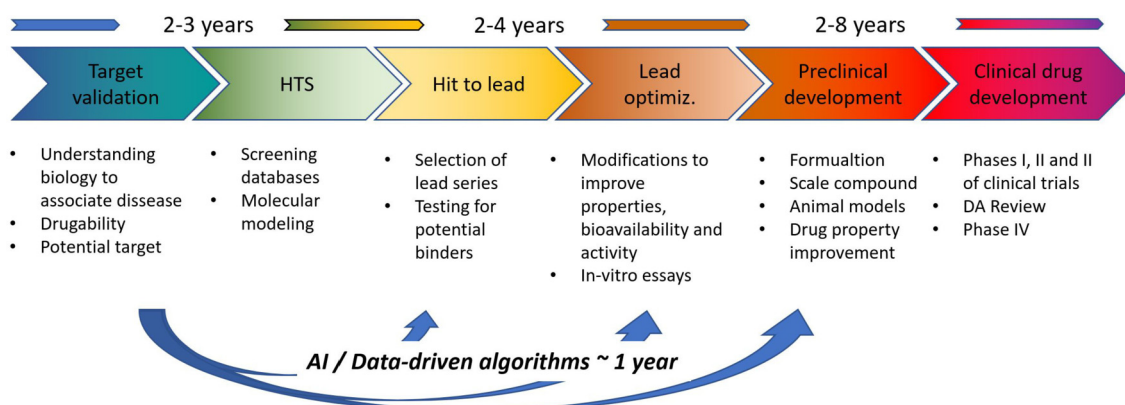 2-3 years
2-4 years
2-8 years
Target
validation
HTS
Hit to lead
Lead
optimiz.
Preclinical
development
Clinical drug
development
• Understanding
biology to
associate dissease
• Drugability
• Potential target
• Screening
databases
• Molecular
modeling
• Selection of
lead series
• Testing for
potential
binders
• Modifications to
improve
properties,
bioavailability and
activity
• In-vitro essays
• Formualtion
• Scale compound
• Animal models
• Drug property
improvement
• Phases I, II and II
of clinical trials
• DA Review
• Phase IV
AI / Data-driven algorithms ~ 1 year